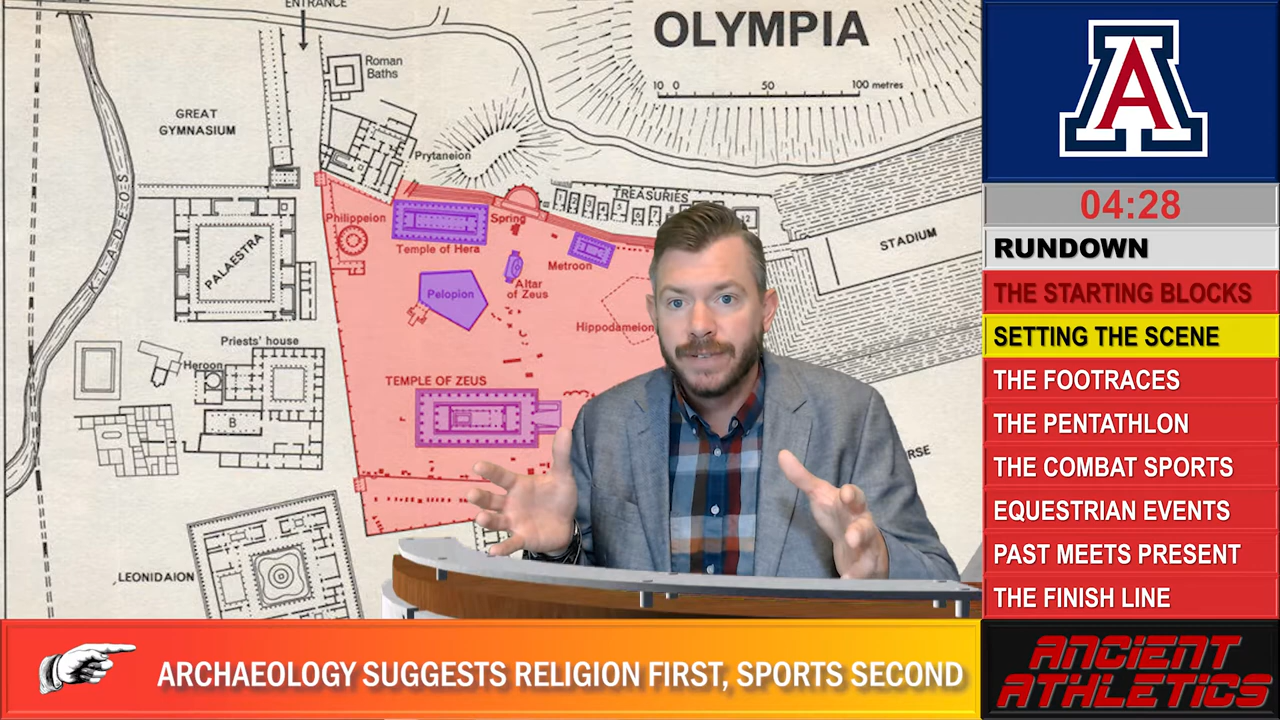 ENTRANCE
OLYMPIA
10 0 50 100 metres
Roman
Baths
GREAT
GYMNASIUM
Prytaneion
KLADEOS
TREASURIES
Philippeion
Spring
Temple of Hera
STADIUM
PALAESTRA
Metroon
Altar
of Zeus
Pelopion
Hippodameion
Priests' house
Heroon
TEMPLE OF ZEUS
B
RSE
LEONIDAION
A
04:28
RUNDOWN
THE STARTING BLOCKS
SETTING THE SCENE
THE FOOTRACES
THE PENTATHLON
THE COMBAT SPORTS
EQUESTRIAN EVENTS
PAST MEETS PRESENT
THE FINISH LINE
ARCHAEOLOGY SUGGESTS RELIGION FIRST, SPORTS SECOND
ANCIENT
ATHLETICS